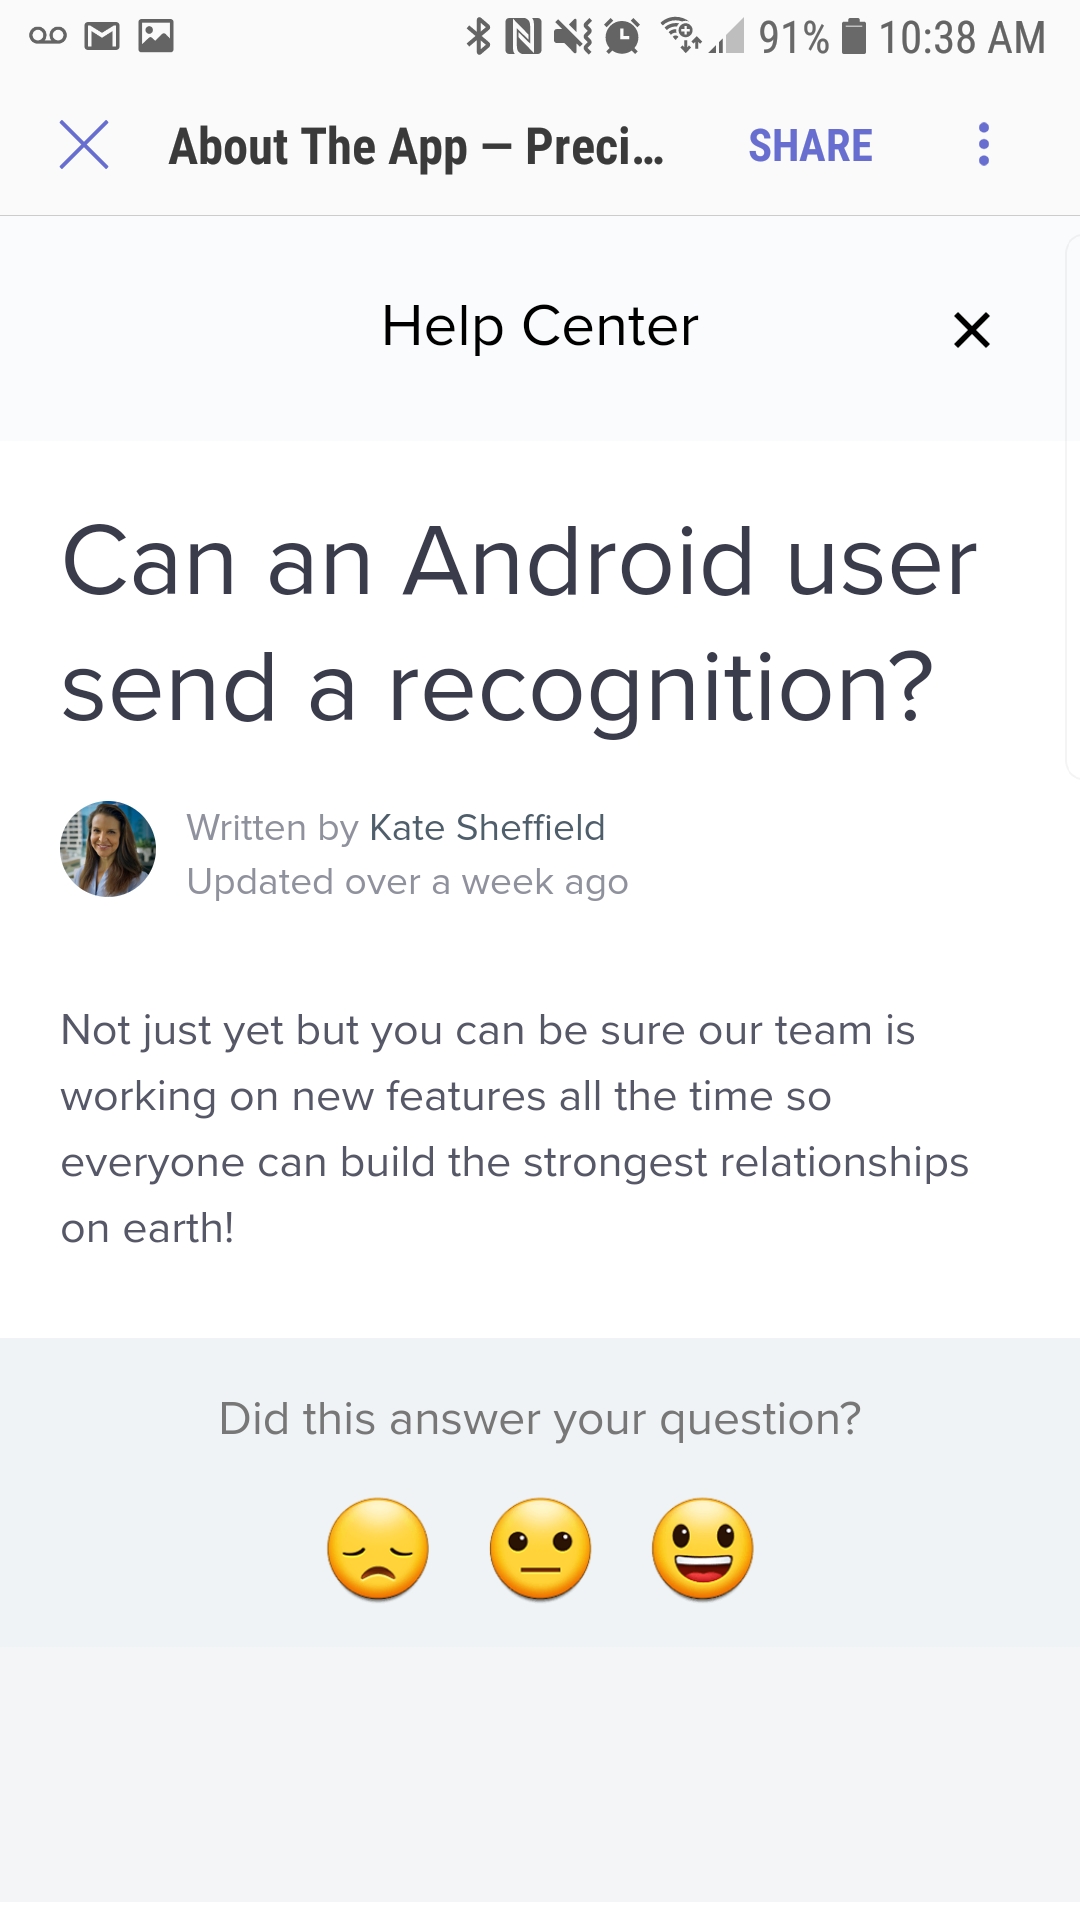 91% 10:38 AM
About The App – Preci... SHARE
Help Center
Can an Android user
send a recognition?
Written by Kate Sheffield
Updated over a week ago
Not just yet but you can be sure our team is
working on new features all the time so
everyone can build the strongest relationships
on earth!
Did this answer your question?